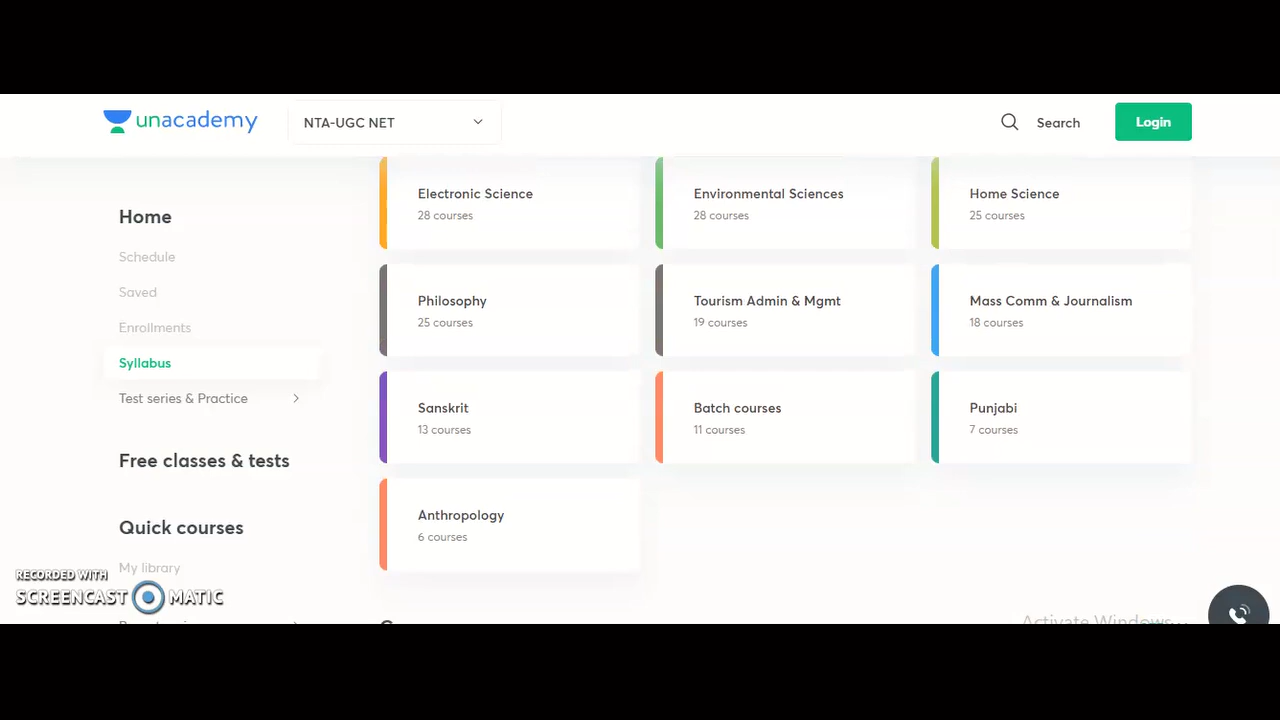 unacademy
NTA-UGC NET
Search
Login
Home
Schedule
Saved
Enrollments
Syllabus
Test series & Practice
Free classes & tests
Quick courses
My library
Electronic Science
28 courses
Environmental Sciences
28 courses
Home Science
25 courses
Philosophy
25 courses
Tourism Admin & Mgmt
19 courses
Mass Comm & Journalism
18 courses
Sanskrit
13 courses
Batch courses
11 courses
Punjabi
7 courses
Anthropology
6 courses
RECORDED WITH
SCREENCAST MATIC
Activate Windows